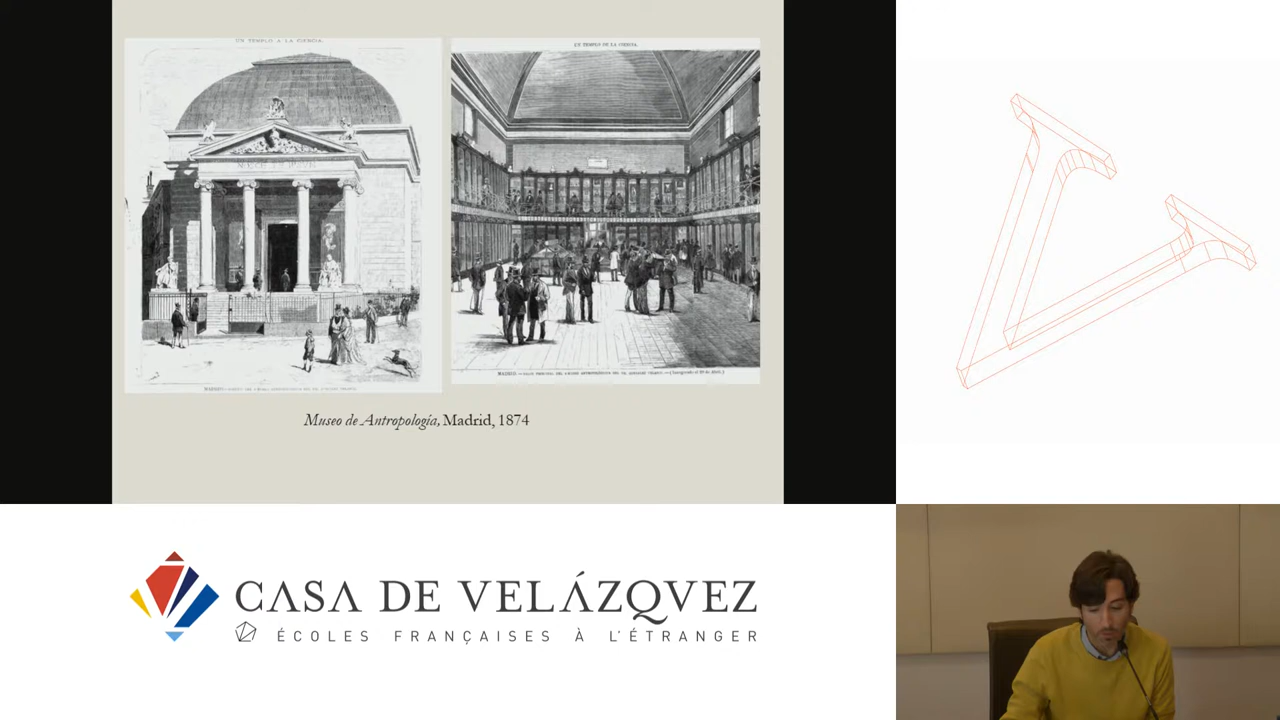 UN TEMPLO A LA CIENCIA.
UN TEMPLO DE LA CIENCIA.
Museo de Antropología, Madrid, 1874
CASA DE VELÁZQVEZ
ÉCOLES FRANÇAISES À L'ÉTRANGER